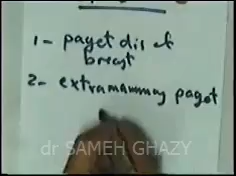 1- paget dis of
breast
2- extramammary paget
dr SAMEH GHAZY